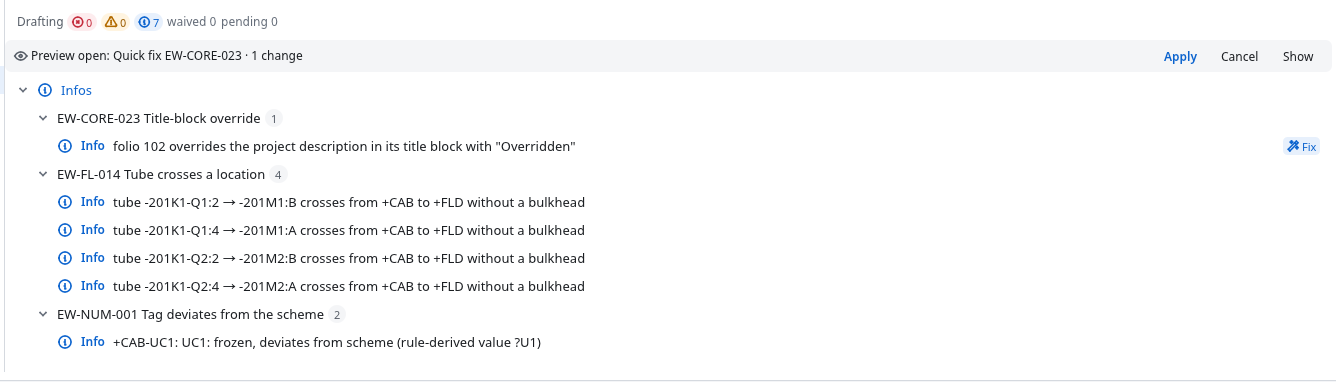 Drafting 0 0 7 waived 0 pending 0
Preview open: Quick fix EW-CORE-023 · 1 change Apply Cancel Show
Infos
EW-CORE-023 Title-block override 1
Info folio 102 overrides the project description in its title block with "Overridden" Fix
EW-FL-014 Tube crosses a location 4
Info tube -201K1-Q1:2 → -201M1:B crosses from +CAB to +FLD without a bulkhead
Info tube -201K1-Q1:4 → -201M1:A crosses from +CAB to +FLD without a bulkhead
Info tube -201K1-Q2:2 → -201M2:B crosses from +CAB to +FLD without a bulkhead
Info tube -201K1-Q2:4 → -201M2:A crosses from +CAB to +FLD without a bulkhead
EW-NUM-001 Tag deviates from the scheme 2
Info +CAB-UC1: UC1: frozen, deviates from scheme (rule-derived value ?U1)